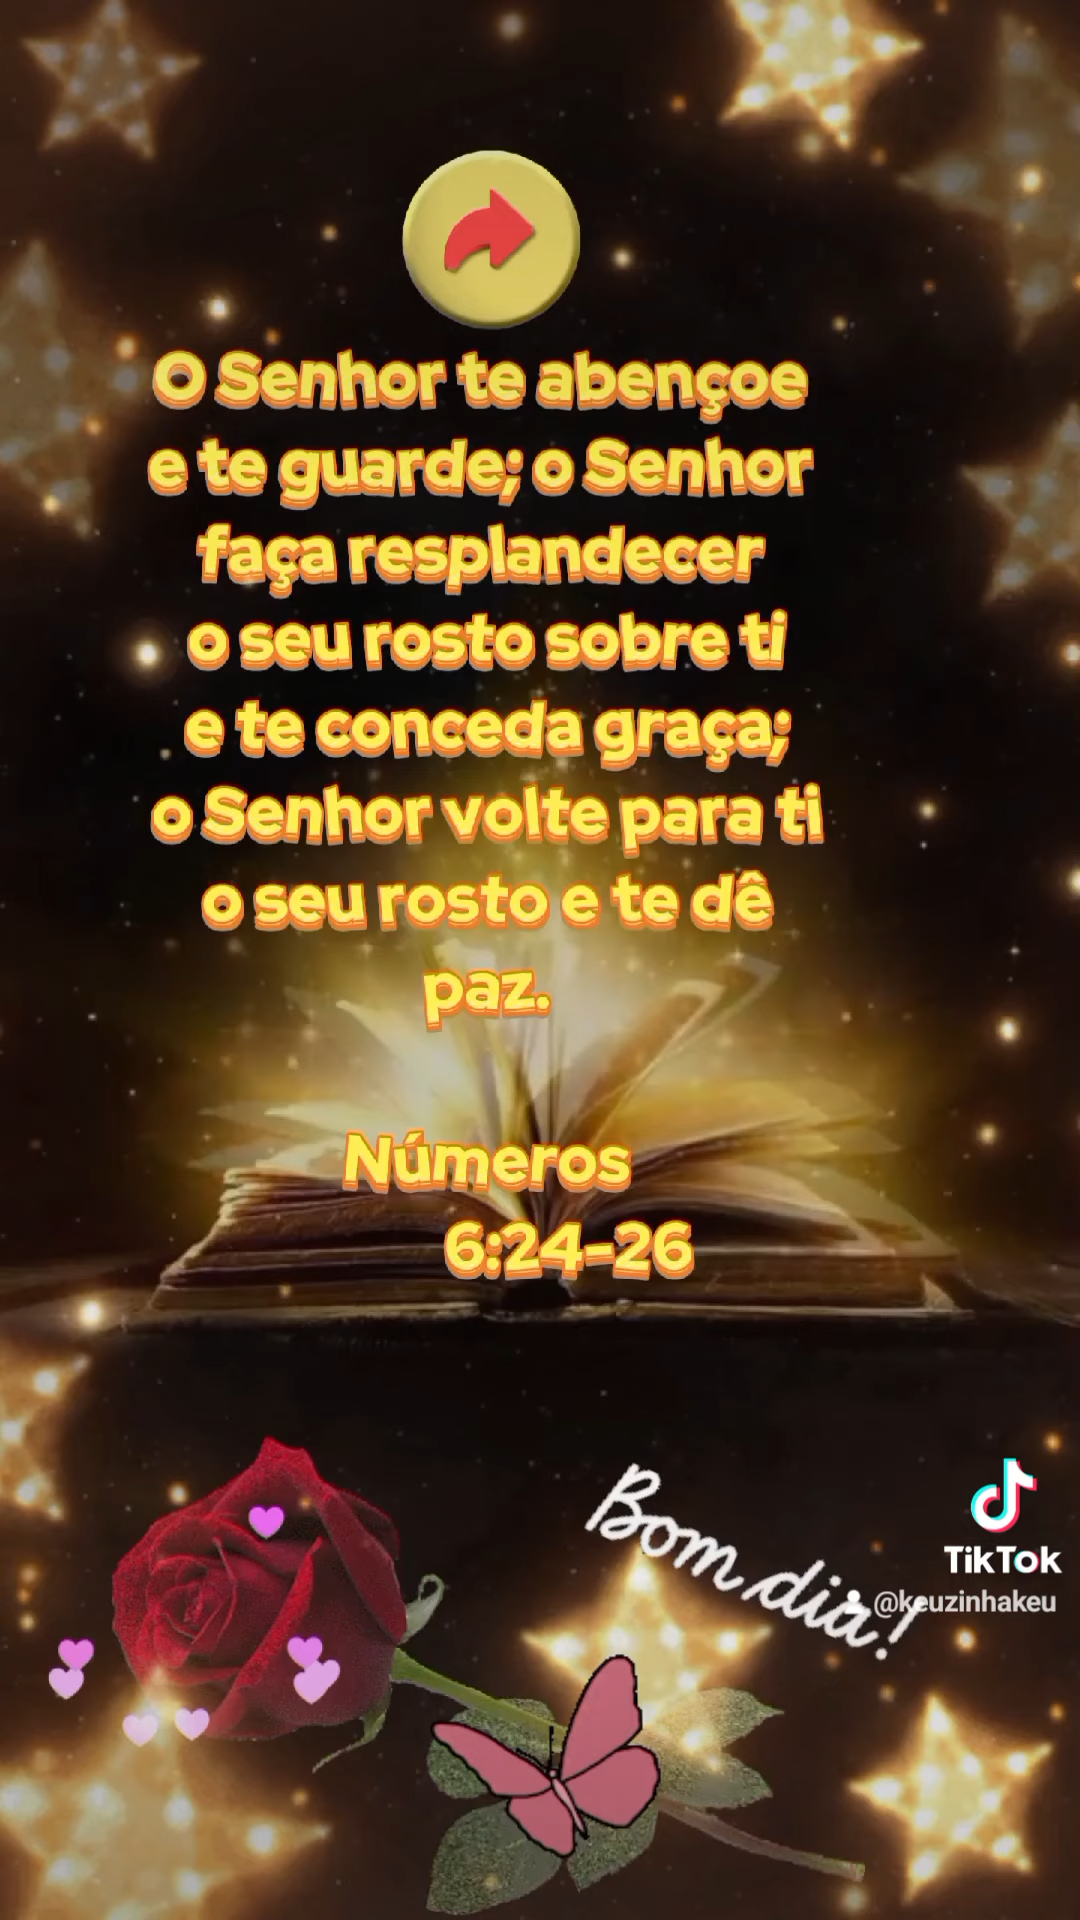 O Senhor te abençoe
e te guarde; o Senhor
faça resplandecer
o seu rosto sobre ti
e te conceda graça;
o Senhor volte para ti
o seu rosto e te dê
paz.
Números
6:24-26
Bom dia!
TikTok
@keuzinhakeu